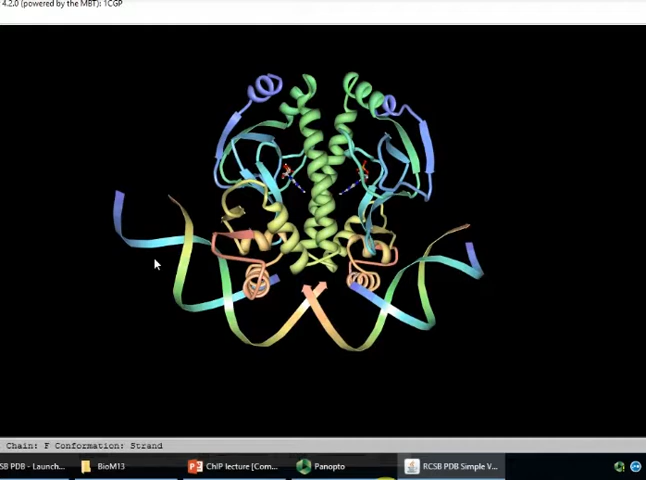 4.2.0 (powered by the MBT): 1CGP
Chain: F Conformation: Strand
SB PDB - Launch... BioM13 ChIP lecture [Com... Panopto RCSB PDB Simple V...